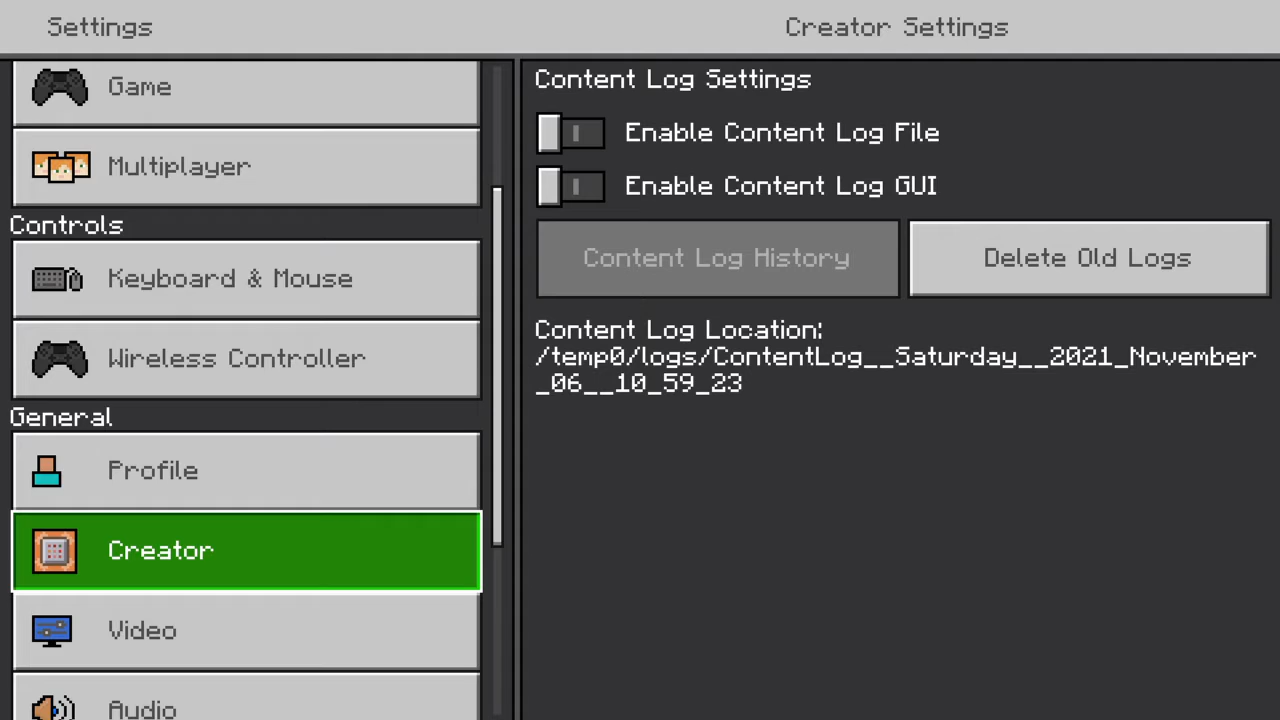 Settings
Creator Settings
Game
Multiplayer
Controls
Keyboard & Mouse
Wireless Controller
General
Profile
Creator
Video
Audio
Content Log Settings
Enable Content Log File
Enable Content Log GUI
Content Log History
Delete Old Logs
Content Log Location:
/temp0/logs/ContentLog__Saturday__2021_November
_06__10_59_23